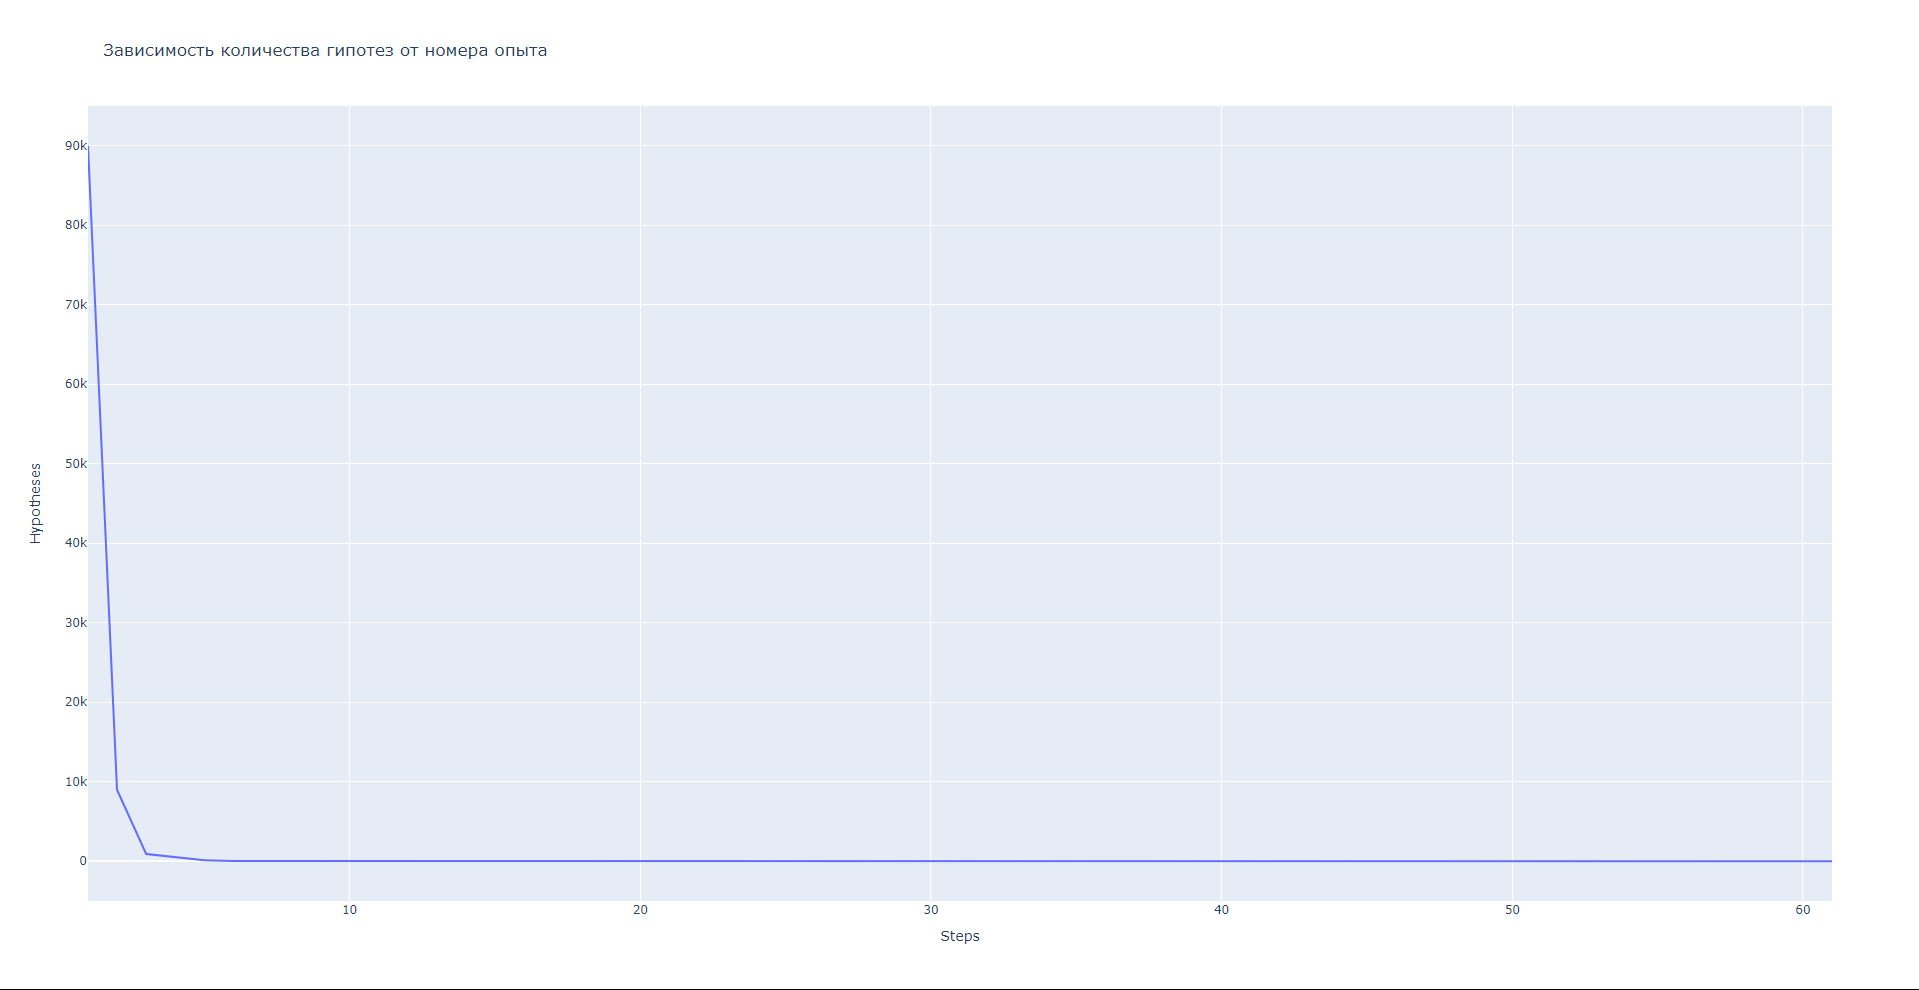 Зависимость количества гипотез от номера опыта
90k
80k
70k
60k
50k
40k
30k
20k
10k
0
Hypotheses
10 20 30 40 50 60
Steps